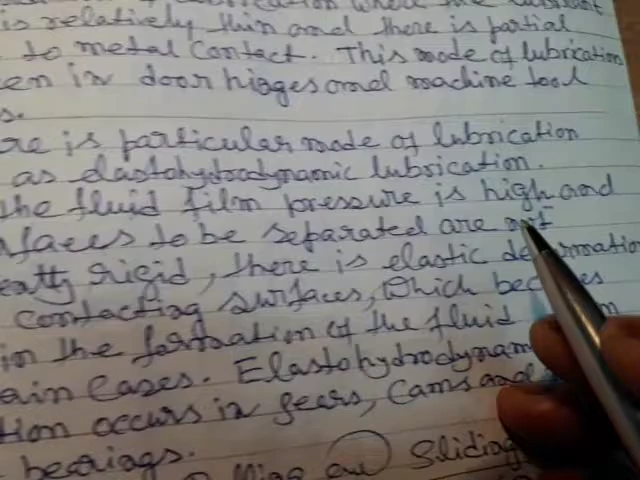 is relatively thin and there is partial
to metal contact. This mode of lubrication
en in door higges and machine tool
s.
re is particular mode of lubrication
as elastohydrodynamic lubrication.
the fluid film pressure is high and
faces to be separated are not
rigid, there is elastic deformation
contacting surfaces, which becomes
in the formation of the fluid
ain cases. Elastohydrodynam
tion occurs in gears, cams and
bearings.
Sliding